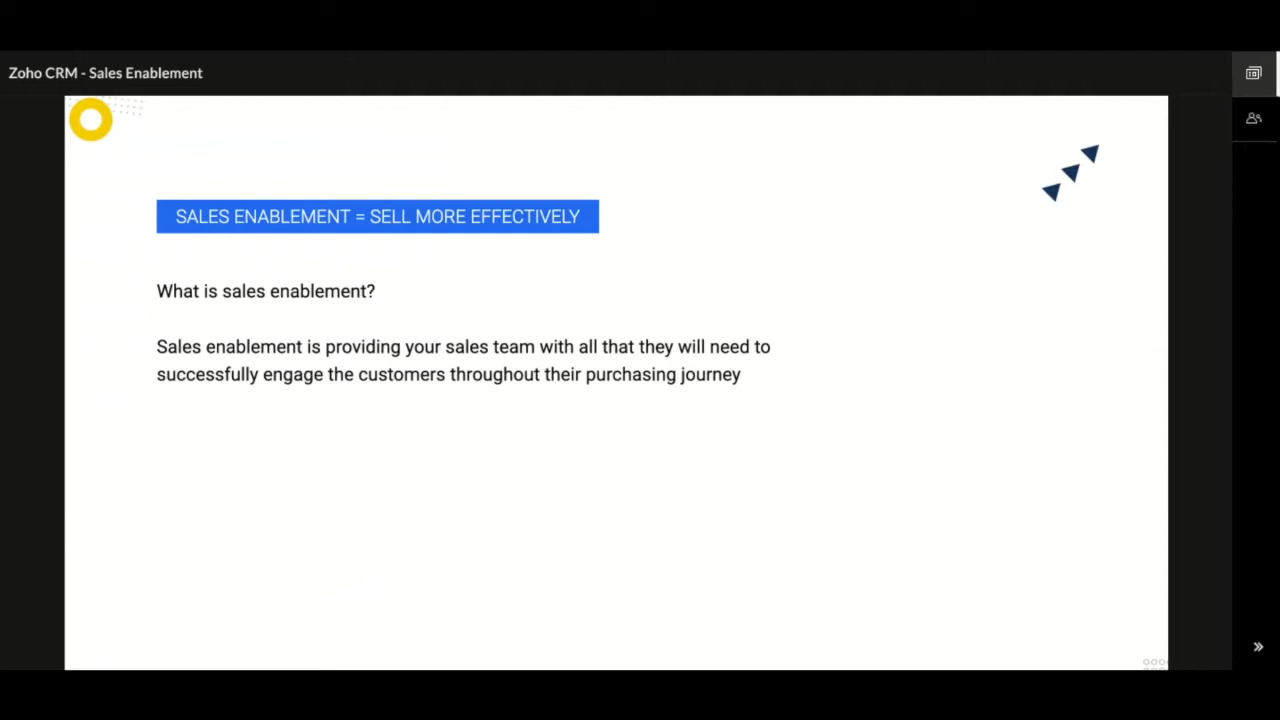 Zoho CRM - Sales Enablement
SALES ENABLEMENT = SELL MORE EFFECTIVELY
What is sales enablement?
Sales enablement is providing your sales team with all that they will need to
successfully engage the customers throughout their purchasing journey